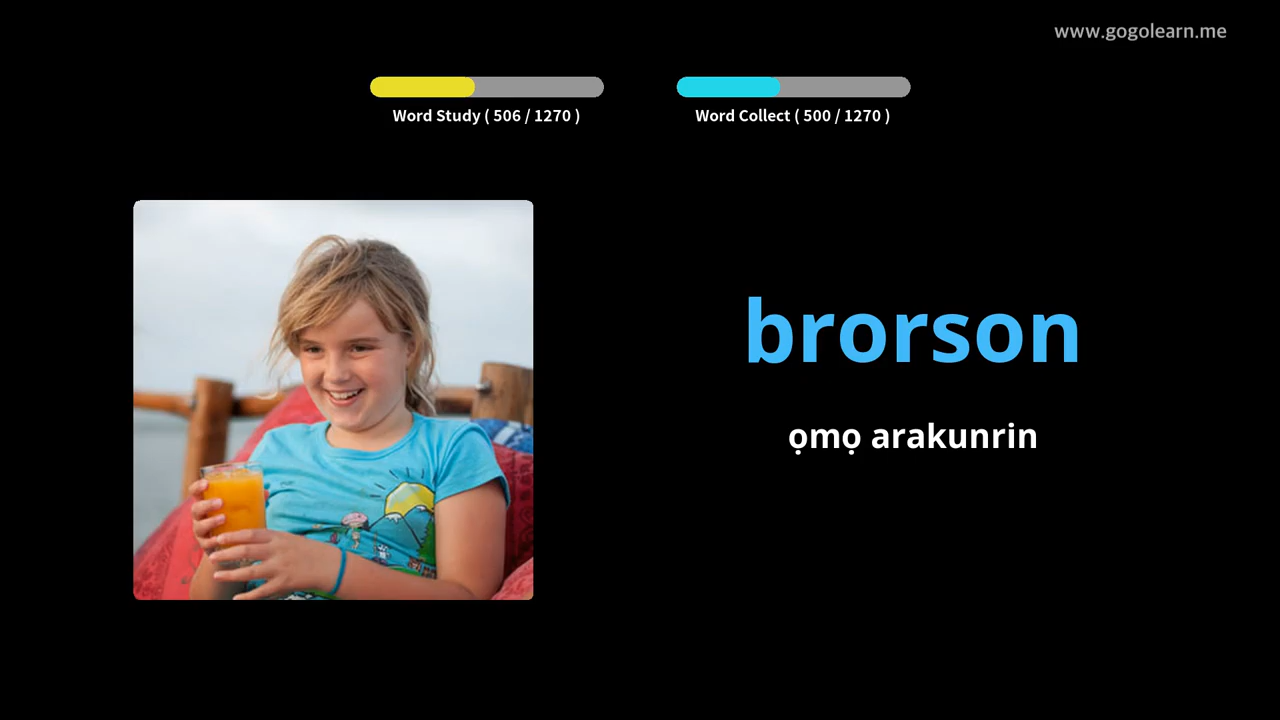 www.gogolearn.me
Word Study ( 506 / 1270 )
Word Collect ( 500 / 1270 )
brorson
ọmọ arakunrin